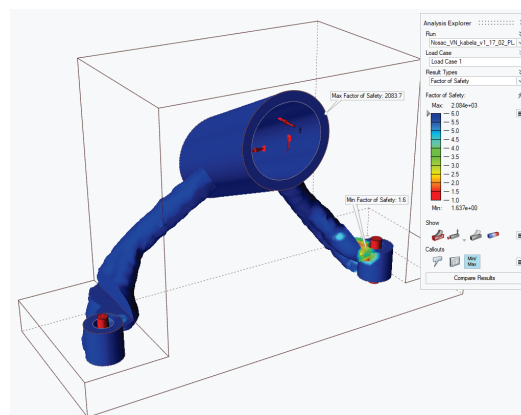 Analysis Explorer
Run
Nosac_VN_kabela_v1_17_02_PL
Load Case
Load Case 1
Result Types
Factor of Safety
Factor of Safety:
Max: 2.084e+03
6.0
5.5
5.0
4.5
4.0
3.5
3.0
2.5
2.0
1.5
1.0
Min: 1.637e+00
Show
Callouts
Min/
Max
Compare Results
Max Factor of Safety: 2083.7
Min Factor of Safety: 1.6